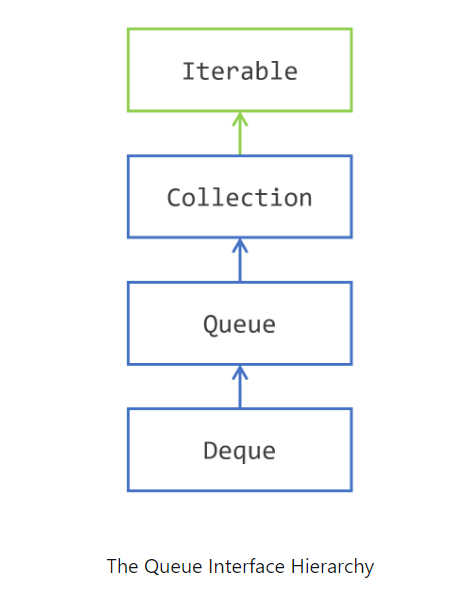 Iterable
Collection
Queue
Deque
The Queue Interface Hierarchy